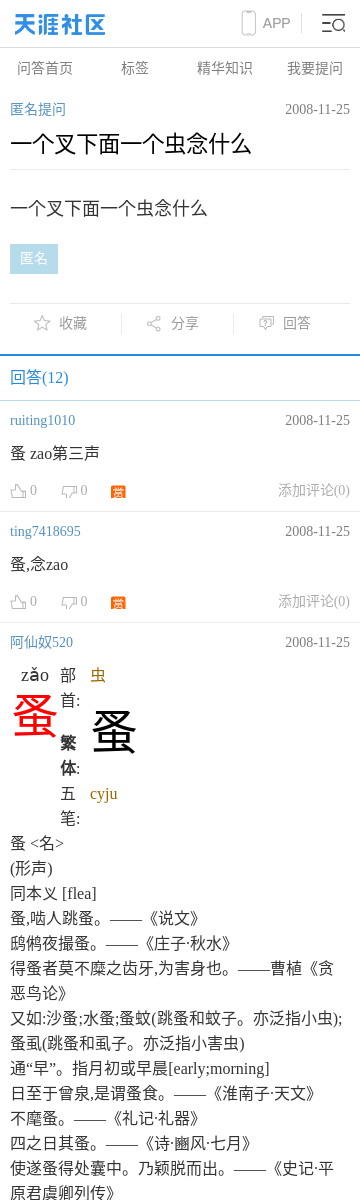 天涯社区
APP
问答首页 标签 精华知识 我要提问
匿名提问 2008-11-25
一个叉下面一个虫念什么
一个叉下面一个虫念什么
匿名
收藏 分享 回答
回答(12)
ruiting1010 2008-11-25
蚤 zao第三声
0 0 赏 添加评论(0)
ting7418695 2008-11-25
蚤,念zao
0 0 赏 添加评论(0)
阿仙奴520 2008-11-25
zǎo 部首: 虫
蚤 繁体: 蚤
五笔: cyju
蚤 <名>
(形声)
同本义 [flea]
蚤,啮人跳蚤。——《说文》
鸱鸺夜撮蚤。——《庄子·秋水》
得蚤者莫不糜之齿牙,为害身也。——曹植《贪
恶鸟论》
又如:沙蚤;水蚤;蚤蚊(跳蚤和蚊子。亦泛指小虫);
蚤虱(跳蚤和虱子。亦泛指小害虫)
通“早”。指月初或早晨[early;morning]
日至于曾泉,是谓蚤食。——《淮南子·天文》
不麾蚤。——《礼记·礼器》
四之日其蚤。——《诗·豳风·七月》
使遂蚤得处囊中。乃颖脱而出。——《史记·平
原君虞卿列传》